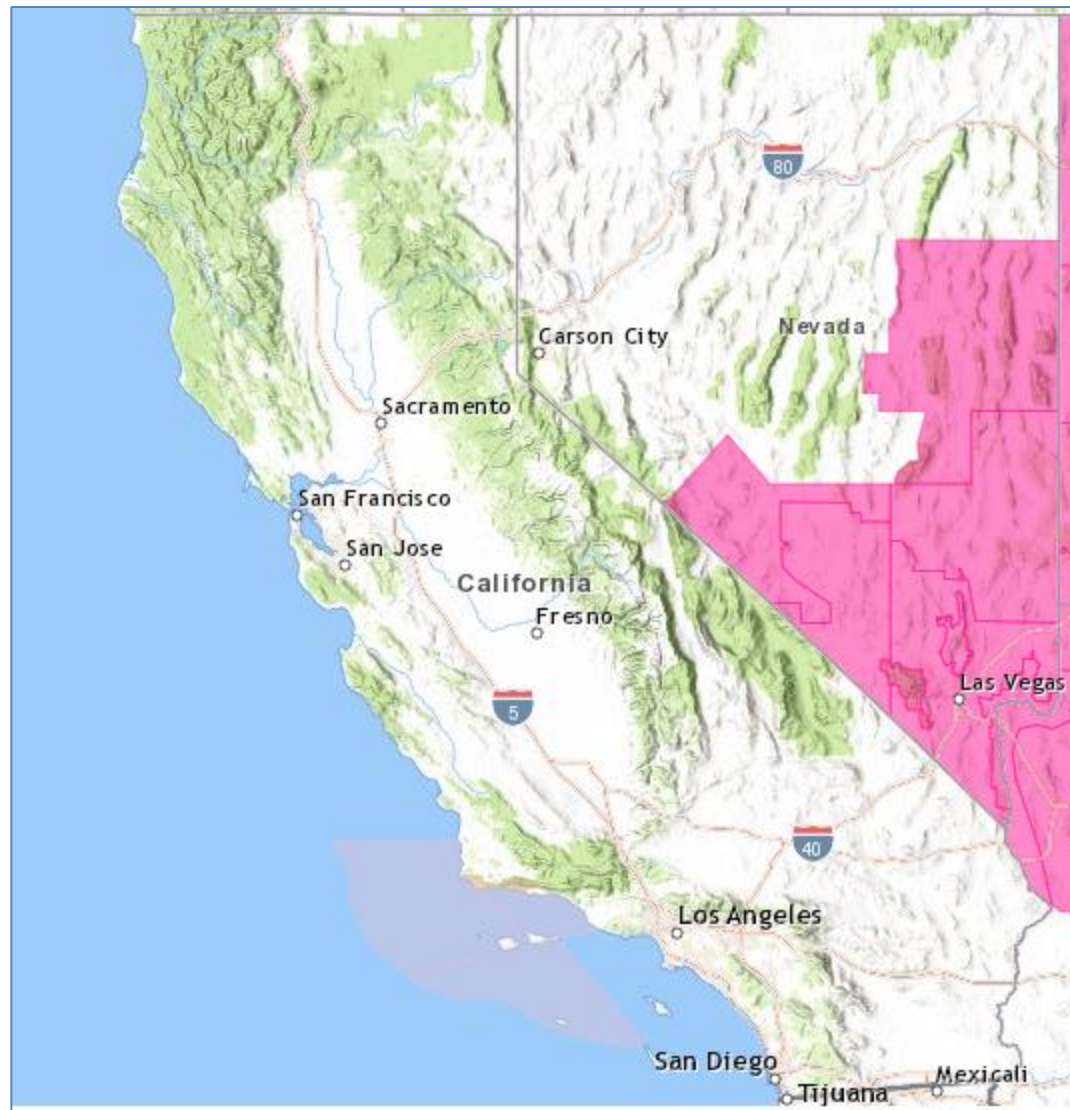 80
Nevada
Carson City
Sacramento
San Francisco
San Jose
California
Fresno
Las Vegas
5
40
Los Angeles
San Diego
Mexicali
Tijuana